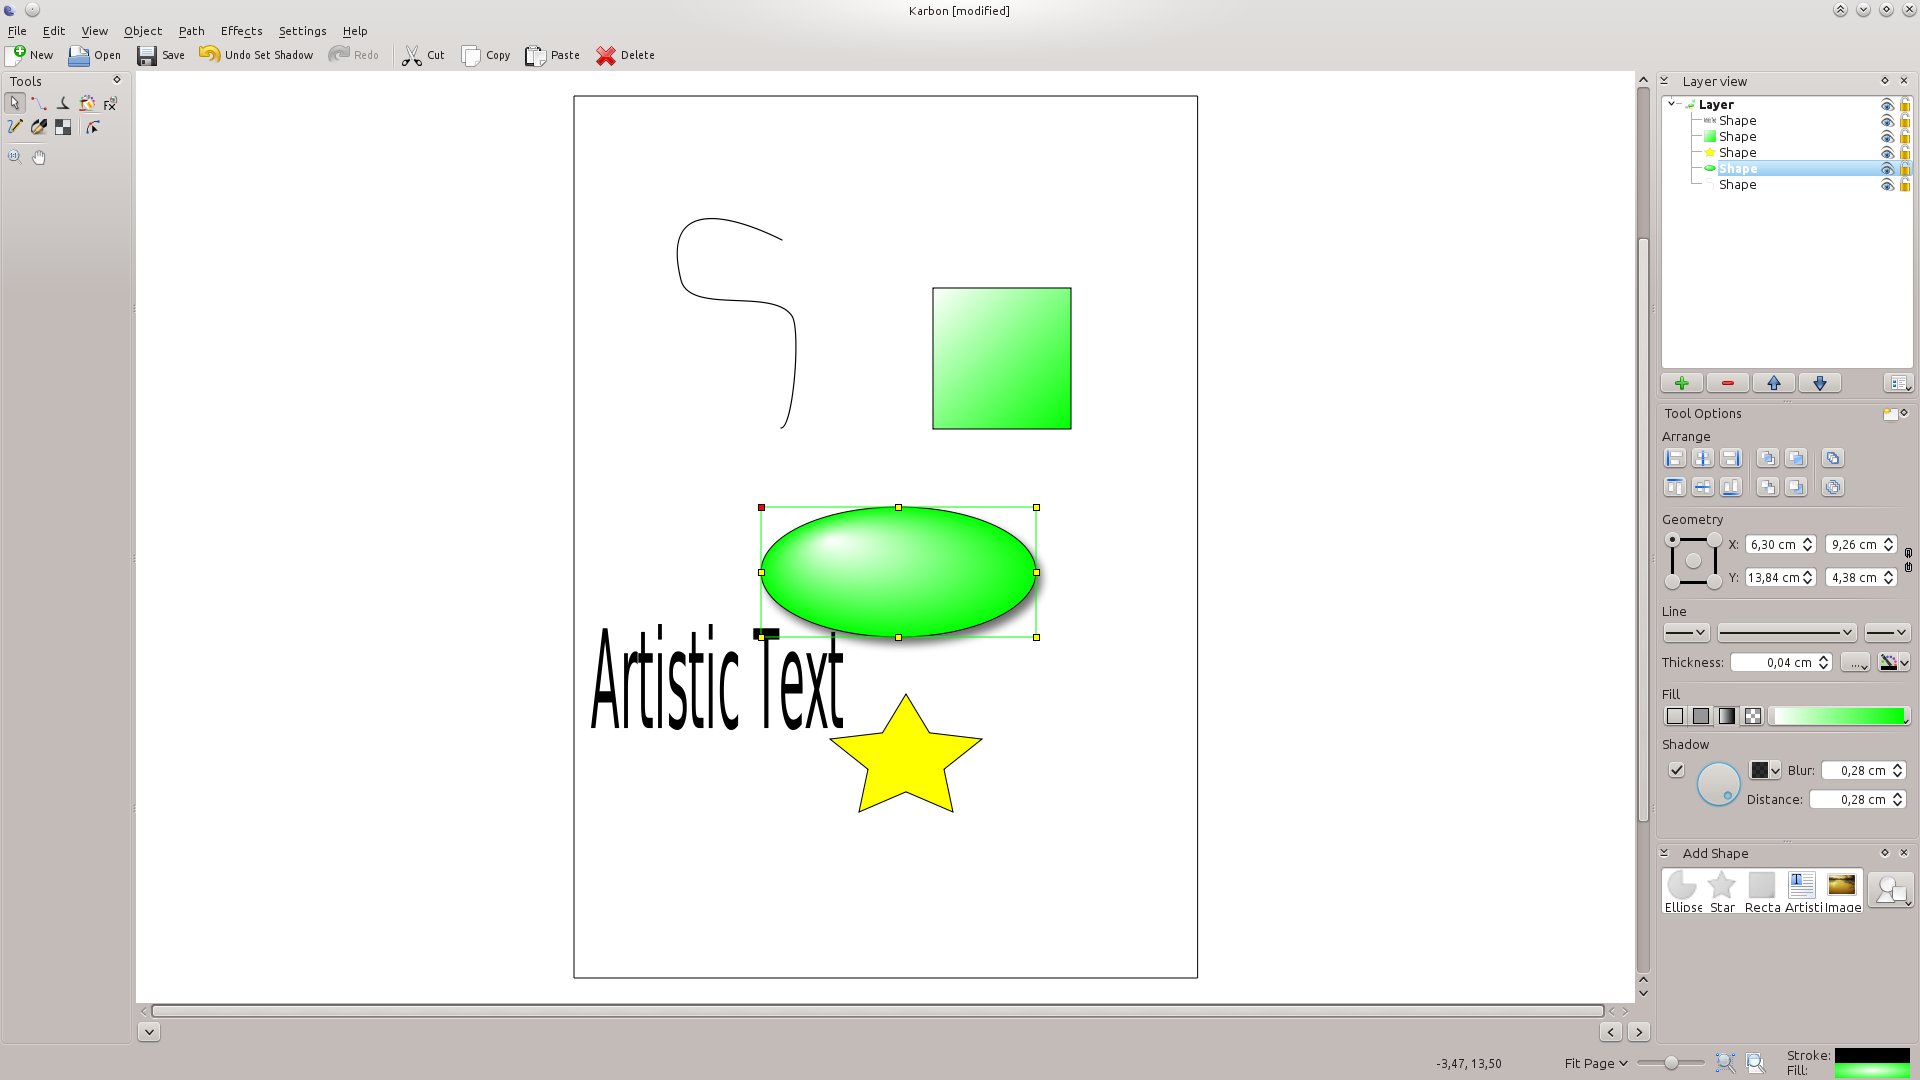 Karbon [modified]
File Edit View Object Path Effects Settings Help
New Open Save Undo Set Shadow Redo Cut Copy Paste Delete
Tools
Layer view
Layer
Shape
Shape
Shape
Shape
Shape
Tool Options
Arrange
Geometry
X: 6,30 cm 9,26 cm
Y: 13,84 cm 4,38 cm
Line
Thickness: 0,04 cm ...
Fill
Shadow
Blur: 0,28 cm
Distance: 0,28 cm
Add Shape
Ellipse Star Recta Artisti Image
Artistic Text
-3,47, 13,50 Fit Page Stroke:
Fill: